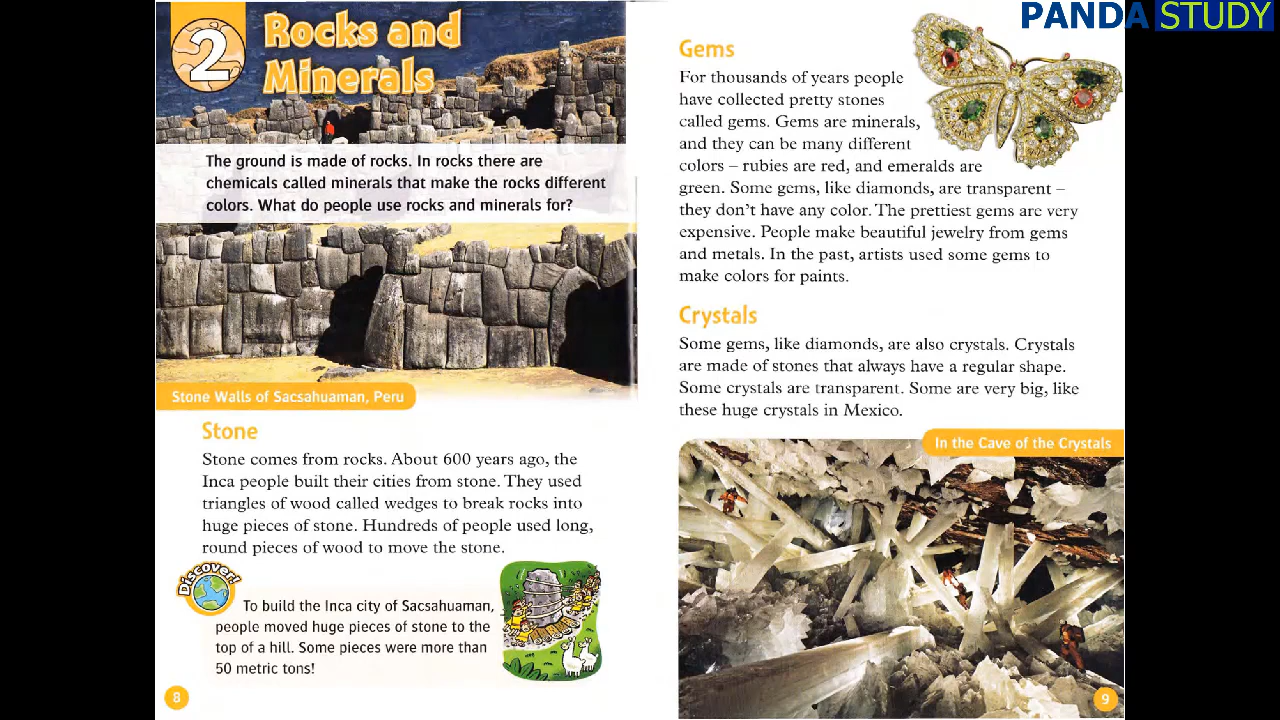 PANDA STUDY
2
Rocks and
Minerals
The ground is made of rocks. In rocks there are
chemicals called minerals that make the rocks different
colors. What do people use rocks and minerals for?
Stone Walls of Sacsahuaman, Peru
Stone
Stone comes from rocks. About 600 years ago, the
Inca people built their cities from stone. They used
triangles of wood called wedges to break rocks into
huge pieces of stone. Hundreds of people used long,
round pieces of wood to move the stone.
Discover!
To build the Inca city of Sacsahuaman,
people moved huge pieces of stone to the
top of a hill. Some pieces were more than
50 metric tons!
8
Gems
For thousands of years people
have collected pretty stones
called gems. Gems are minerals,
and they can be many different
colors – rubies are red, and emeralds are
green. Some gems, like diamonds, are transparent –
they don't have any color. The prettiest gems are very
expensive. People make beautiful jewelry from gems
and metals. In the past, artists used some gems to
make colors for paints.
Crystals
Some gems, like diamonds, are also crystals. Crystals
are made of stones that always have a regular shape.
Some crystals are transparent. Some are very big, like
these huge crystals in Mexico.
In the Cave of the Crystals
9